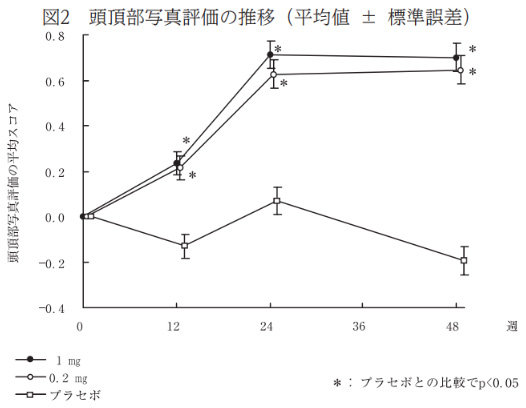 図2 頭頂部写真評価の推移（平均値 ± 標準誤差）
頭頂部写真評価の平均スコア
0.8
0.6
0.4
0.2
0.0
-0.2
-0.4
0 12 24 36 48 週
*
*
*
*
*
*
1 mg
0.2 mg
プラセボ
*：プラセボとの比較でp<0.05